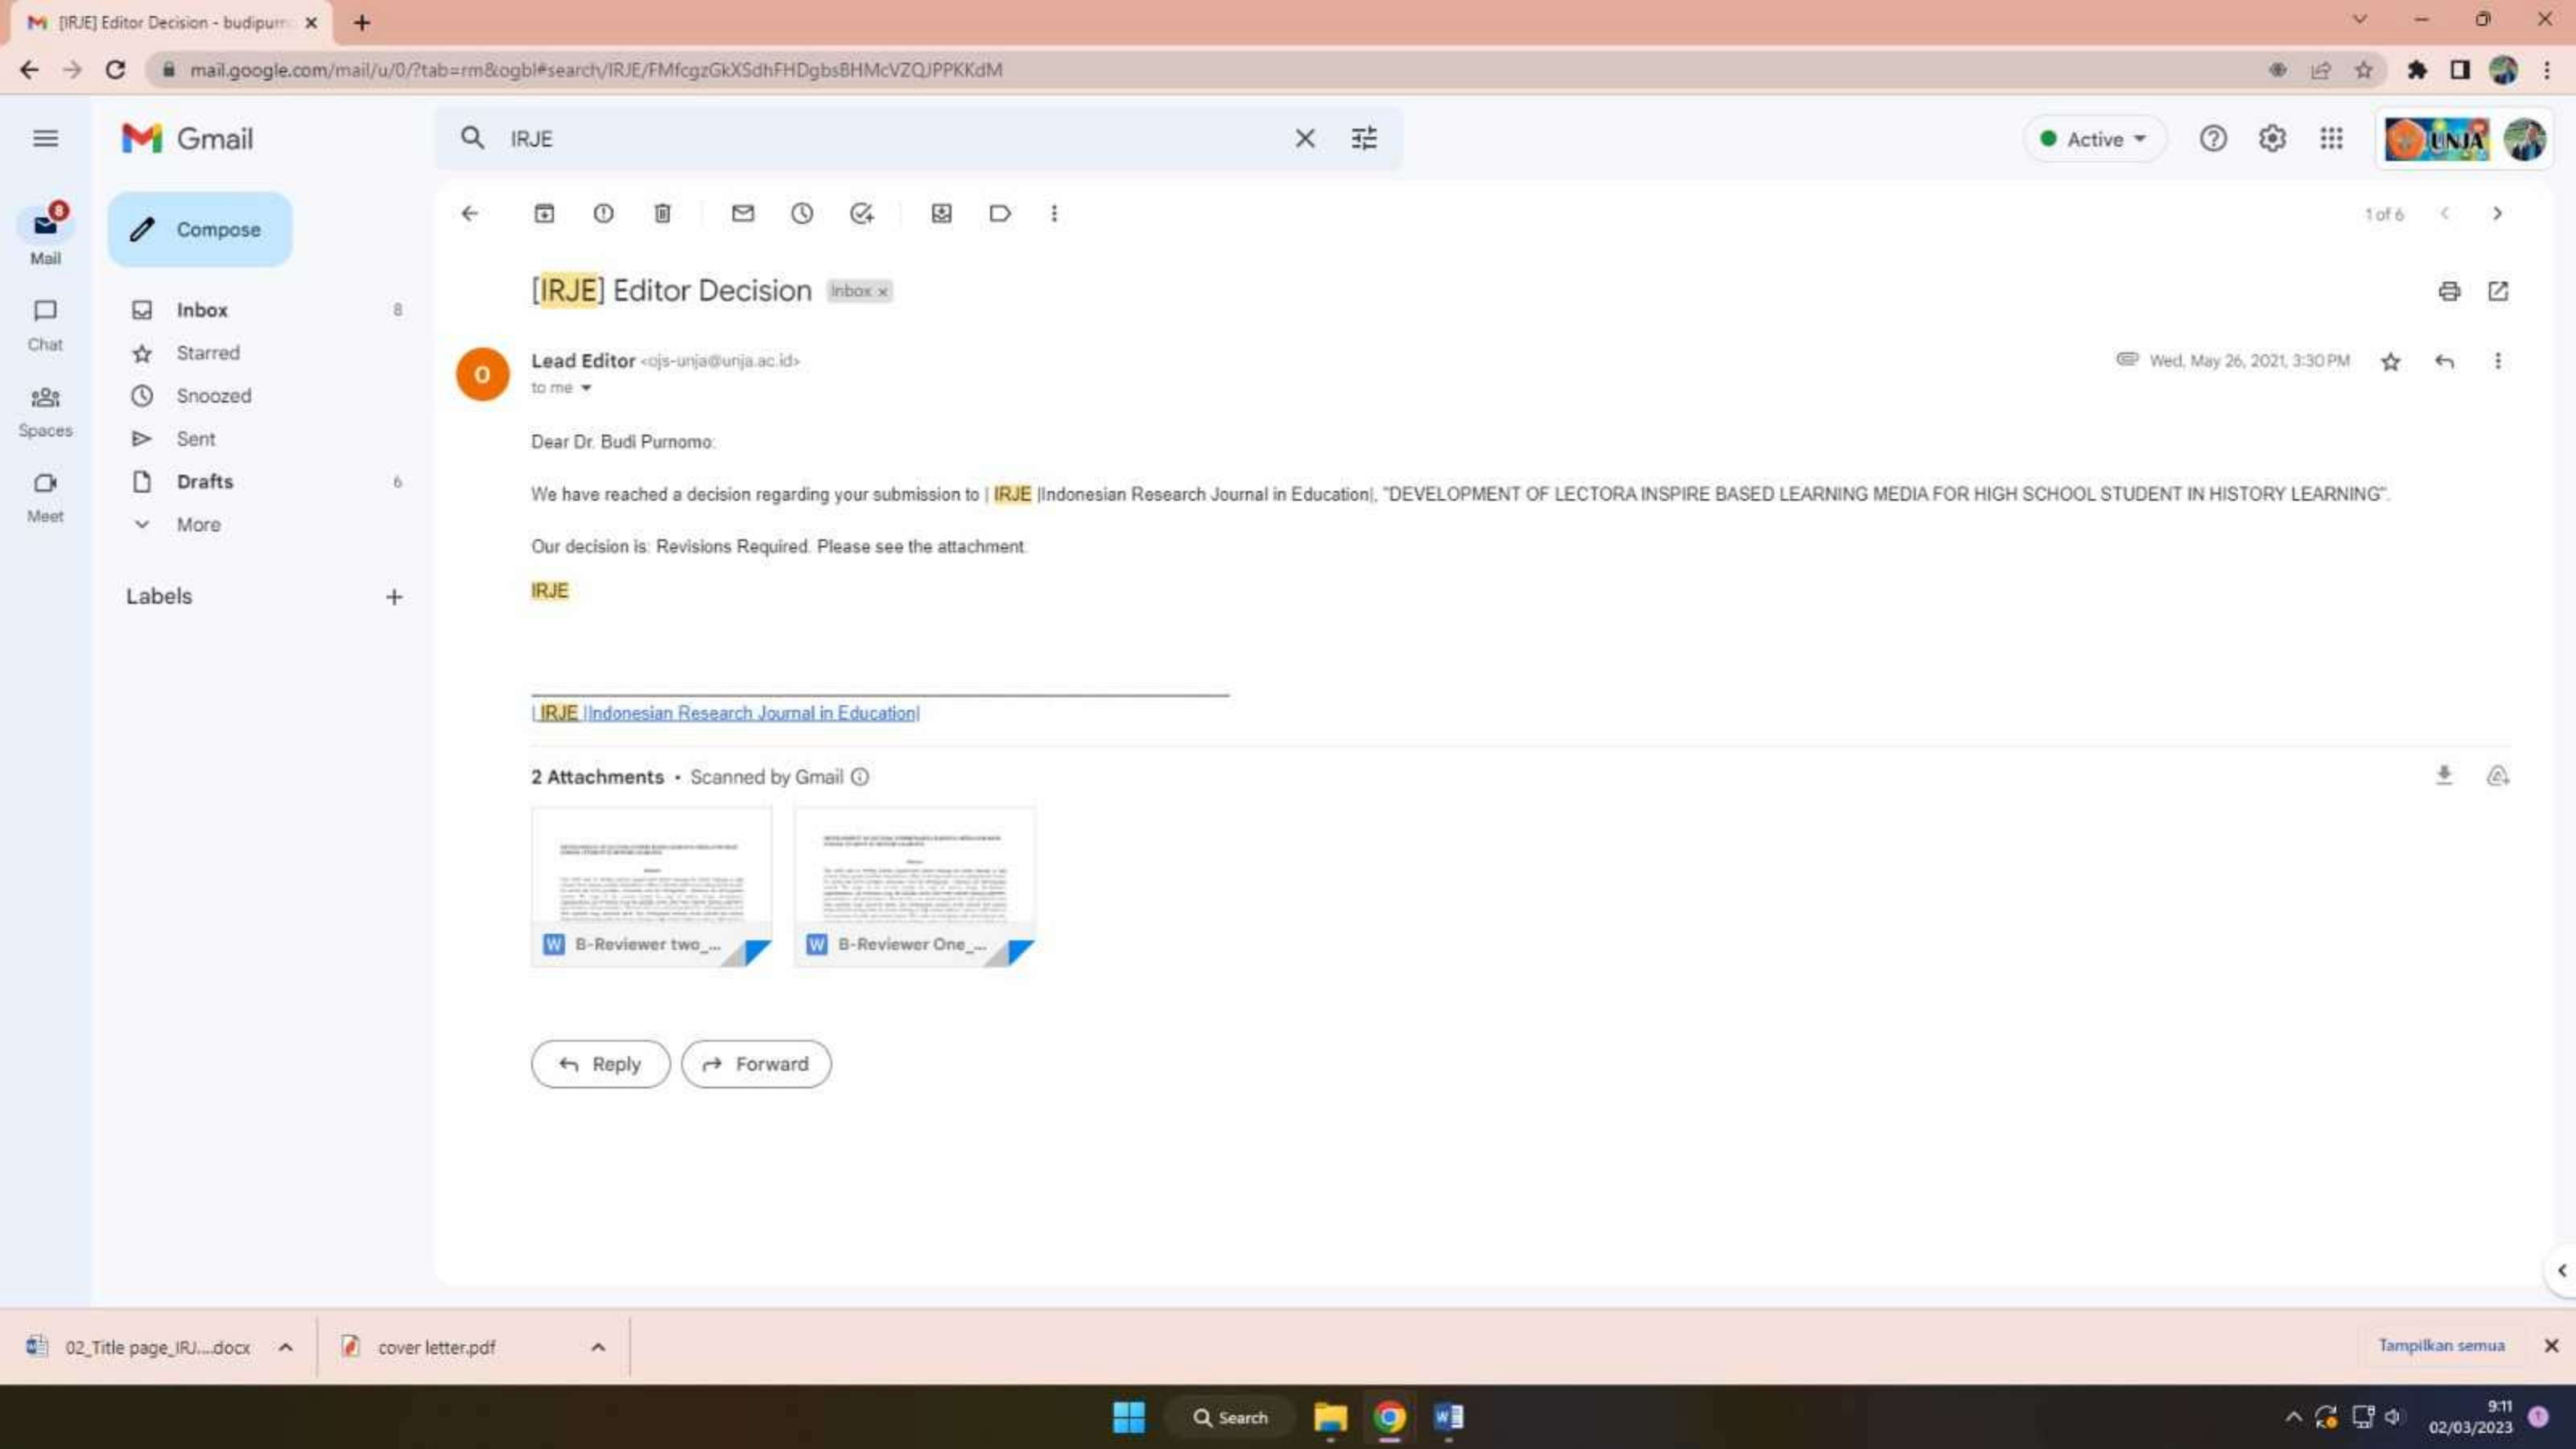 [IRJE] Editor Decision - budipurn
mail.google.com/mail/u/0/?tab=rm&ogbl#search/IRJE/FMfcgzGkXSdhFHDgbsBHMcVZQJPPKKdM
Gmail
IRJE
Active
UNJA
8
Mail
Chat
Spaces
Meet
Compose
Inbox 8
Starred
Snoozed
Sent
Drafts 6
More
Labels
1 of 6
[IRJE] Editor Decision Inbox x
O
Lead Editor <ojs-unja@unja.ac.id>
Wed, May 26, 2021, 3:30 PM
to me
Dear Dr. Budi Purnomo:
We have reached a decision regarding your submission to | IRJE |Indonesian Research Journal in Education|, "DEVELOPMENT OF LECTORA INSPIRE BASED LEARNING MEDIA FOR HIGH SCHOOL STUDENT IN HISTORY LEARNING".
Our decision is: Revisions Required. Please see the attachment.
IRJE
| IRJE |Indonesian Research Journal in Education|
2 Attachments • Scanned by Gmail
W B-Reviewer two_...
W B-Reviewer One_...
Reply
Forward
02_Title page_IRJ....docx
cover letter.pdf
Tampilkan semua
Search
9:11
02/03/2023
1